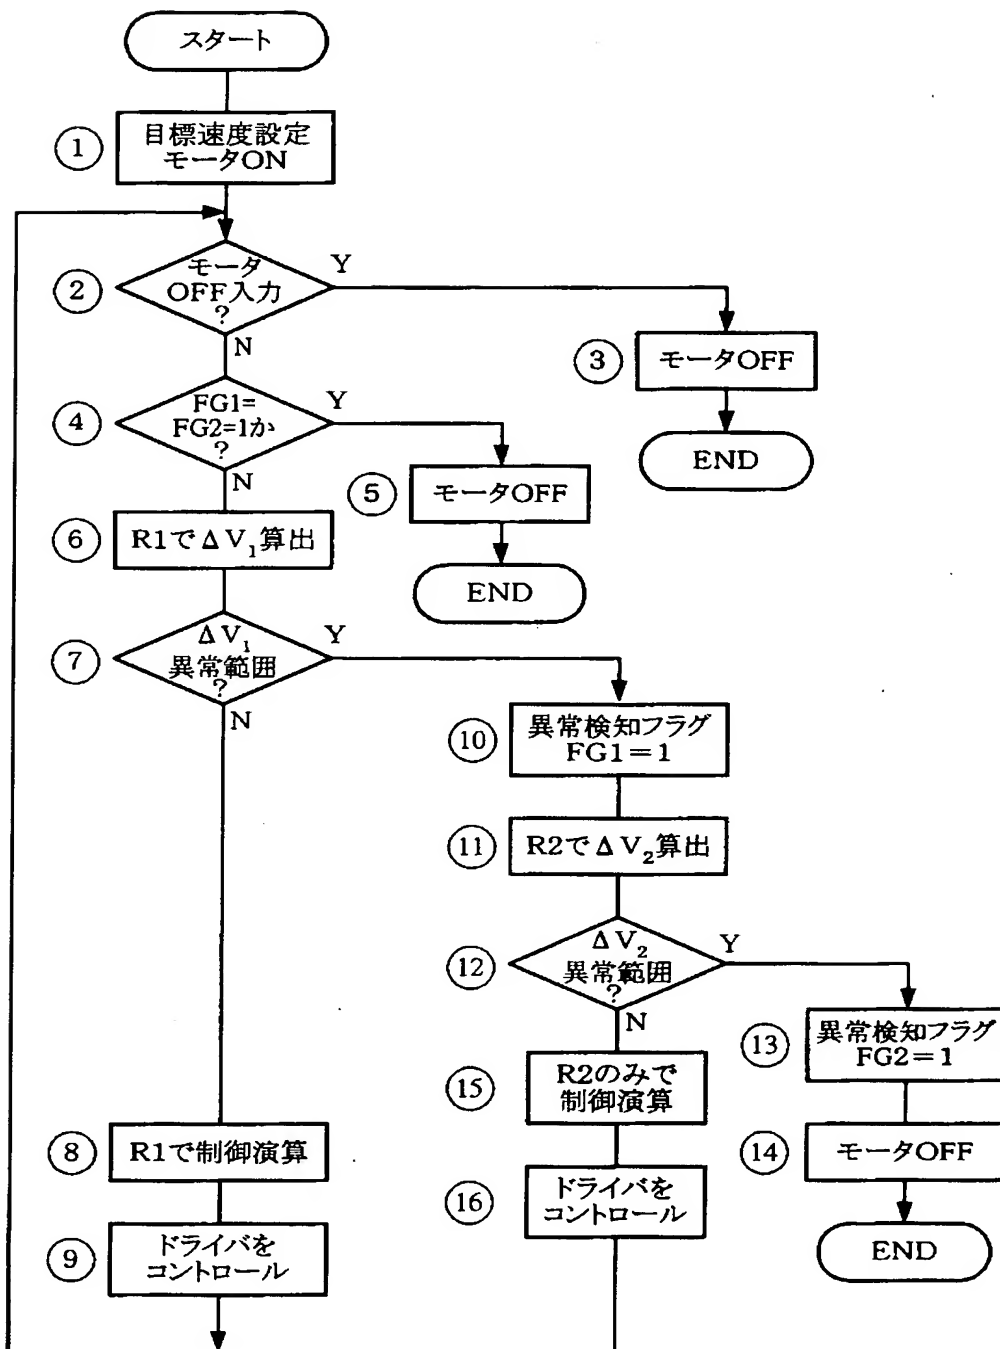 スタート
① 目標速度設定
モータON
② モータ
OFF入力
?
Y
N
③ モータOFF
END
④ FG1=
FG2=1か
?
Y
N
⑤ モータOFF
END
⑥ R1でΔV₁算出
⑦ ΔV₁
異常範囲
?
Y
N
⑩ 異常検知フラグ
FG1=1
⑪ R2でΔV₂算出
⑫ ΔV₂
異常範囲
?
Y
N
⑬ 異常検知フラグ
FG2=1
⑭ モータOFF
END
⑮ R2のみで
制御演算
⑯ ドライバを
コントロール
⑧ R1で制御演算
⑨ ドライバを
コントロール